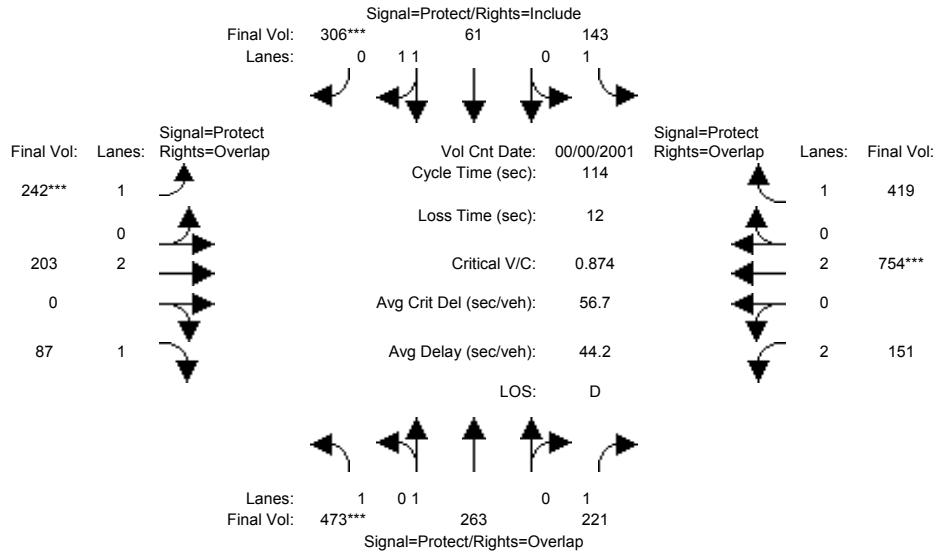 Signal=Protect/Rights=Include
Final Vol: 306*** 61 143
Lanes: 0 1 1 0 1
Signal=Protect Signal=Protect
Final Vol: Lanes: Rights=Overlap Vol Cnt Date: 00/00/2001 Rights=Overlap Lanes: Final Vol:
Cycle Time (sec): 114
242*** 1 1 419
Loss Time (sec): 12
0 0
203 2 Critical V/C: 0.874 2 754***
0 Avg Crit Del (sec/veh): 56.7 0
87 1 Avg Delay (sec/veh): 44.2 2 151
LOS: D
Lanes: 1 0 1 0 1
Final Vol: 473*** 263 221
Signal=Protect/Rights=Overlap